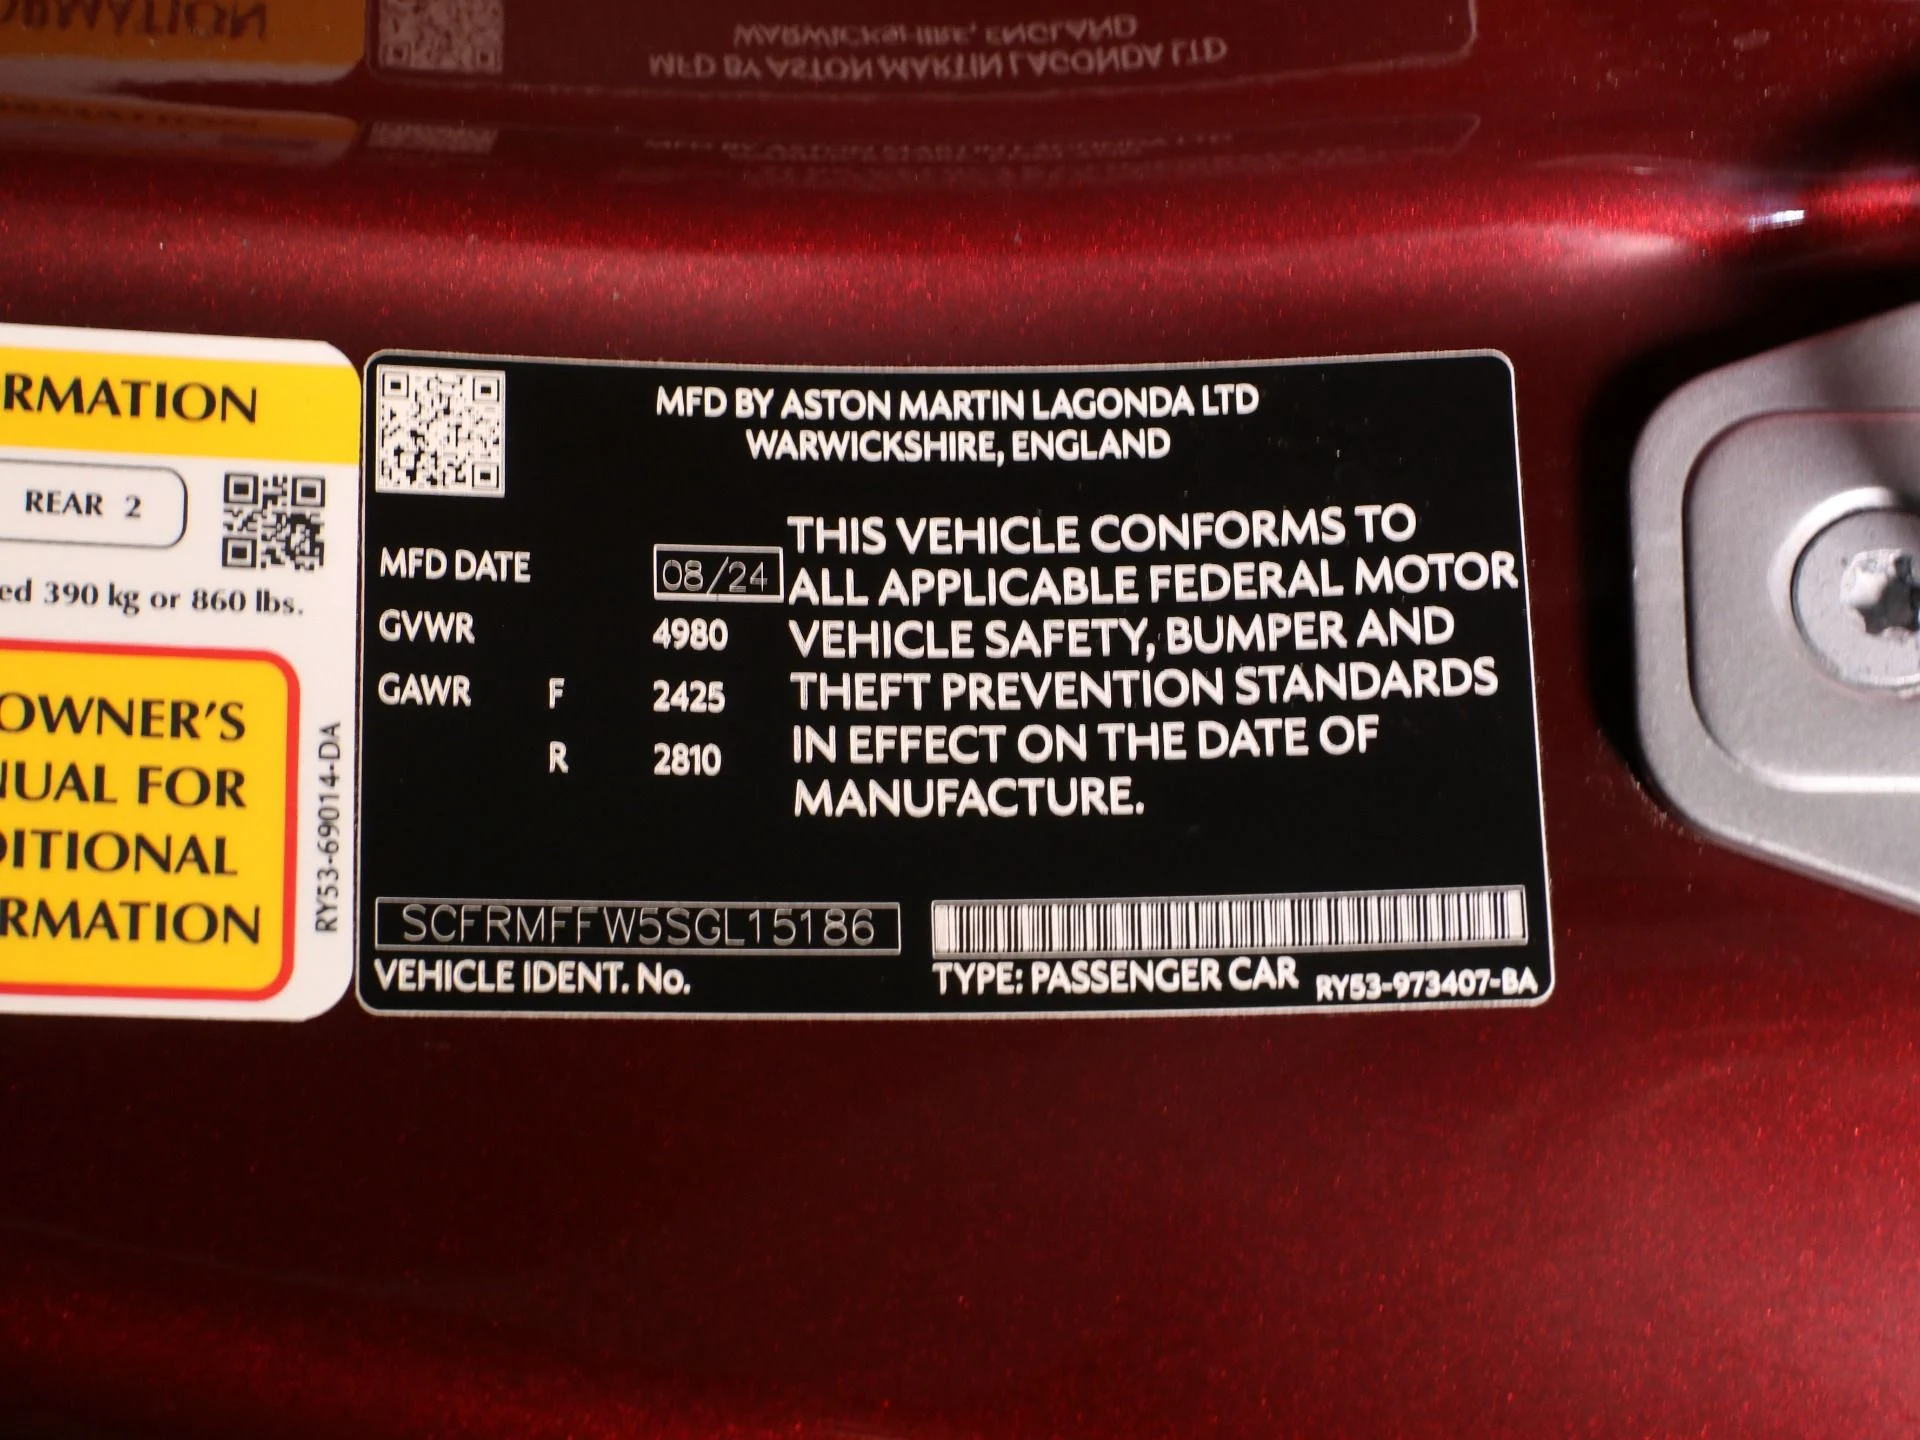 RMATION
REAR 2
ed 390 kg or 860 lbs.
OWNER'S
NUAL FOR
DITIONAL
RMATION
RY53-69014-DA
MFD BY ASTON MARTIN LAGONDA LTD
WARWICKSHIRE, ENGLAND
MFD DATE 08/24
GVWR 4980
GAWR F 2425
R 2810
THIS VEHICLE CONFORMS TO
ALL APPLICABLE FEDERAL MOTOR
VEHICLE SAFETY, BUMPER AND
THEFT PREVENTION STANDARDS
IN EFFECT ON THE DATE OF
MANUFACTURE.
SCFRMFFW5SGL15186
VEHICLE IDENT. No.
TYPE: PASSENGER CAR RY53-973407-BA